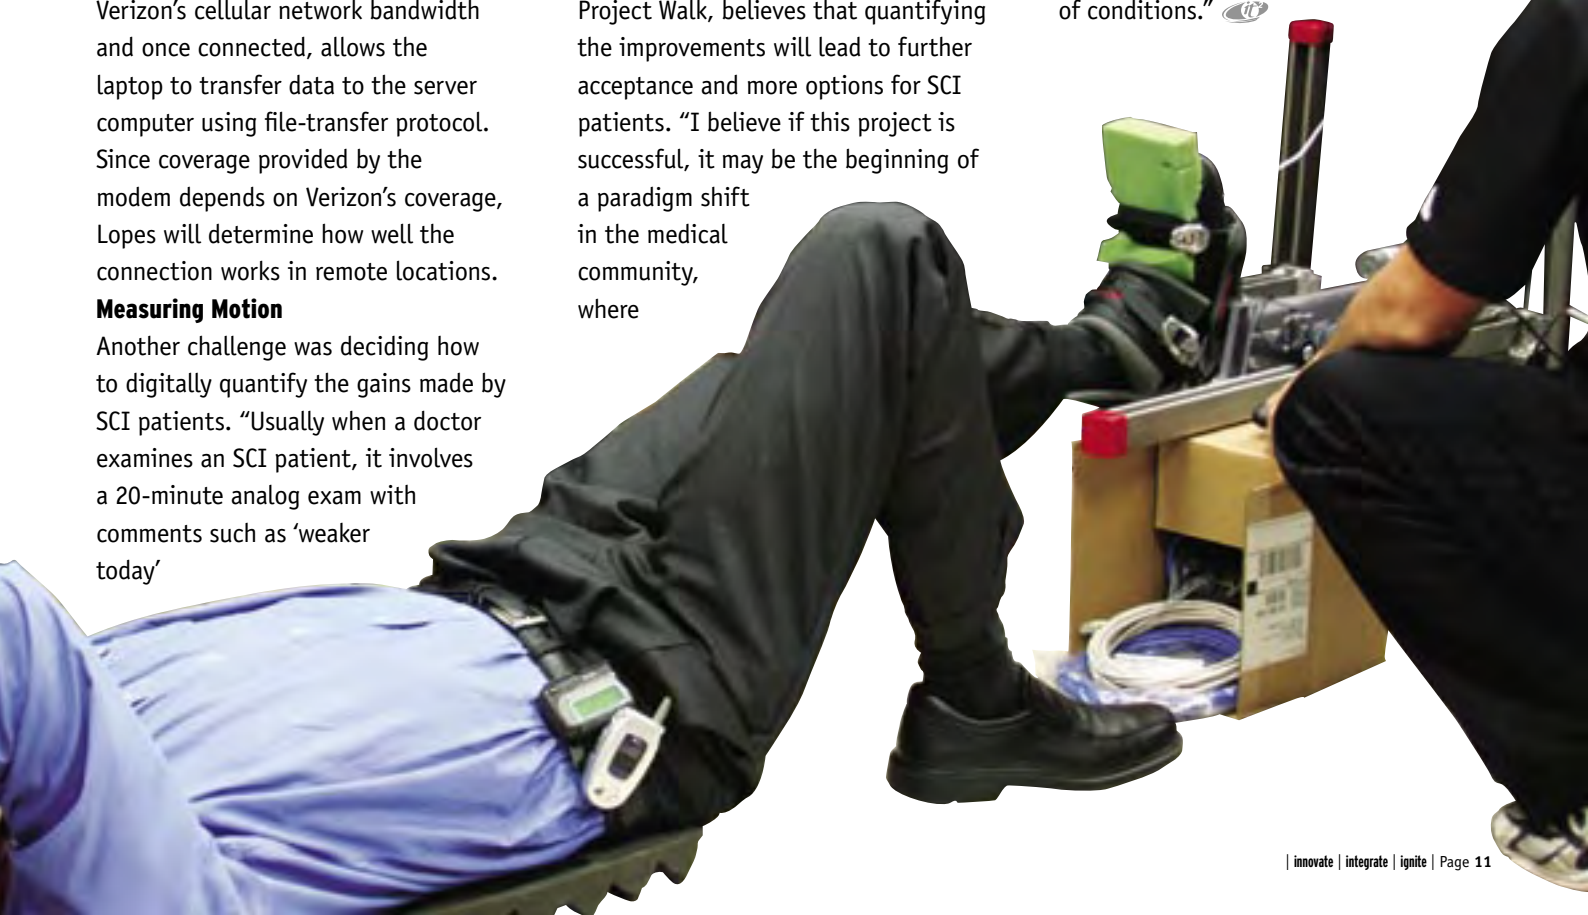 Verizon’s cellular network bandwidth
and once connected, allows the
laptop to transfer data to the server
computer using file-transfer protocol.
Since coverage provided by the
modem depends on Verizon’s coverage,
Lopes will determine how well the
connection works in remote locations.
Measuring Motion
Another challenge was deciding how
to digitally quantify the gains made by
SCI patients. “Usually when a doctor
examines an SCI patient, it involves
a 20-minute analog exam with
comments such as ‘weaker
today’
Project Walk, believes that quantifying
the improvements will lead to further
acceptance and more options for SCI
patients. “I believe if this project is
successful, it may be the beginning of
a paradigm shift
in the medical
community,
where
of conditions.” it²
| innovate | integrate | ignite | Page 11